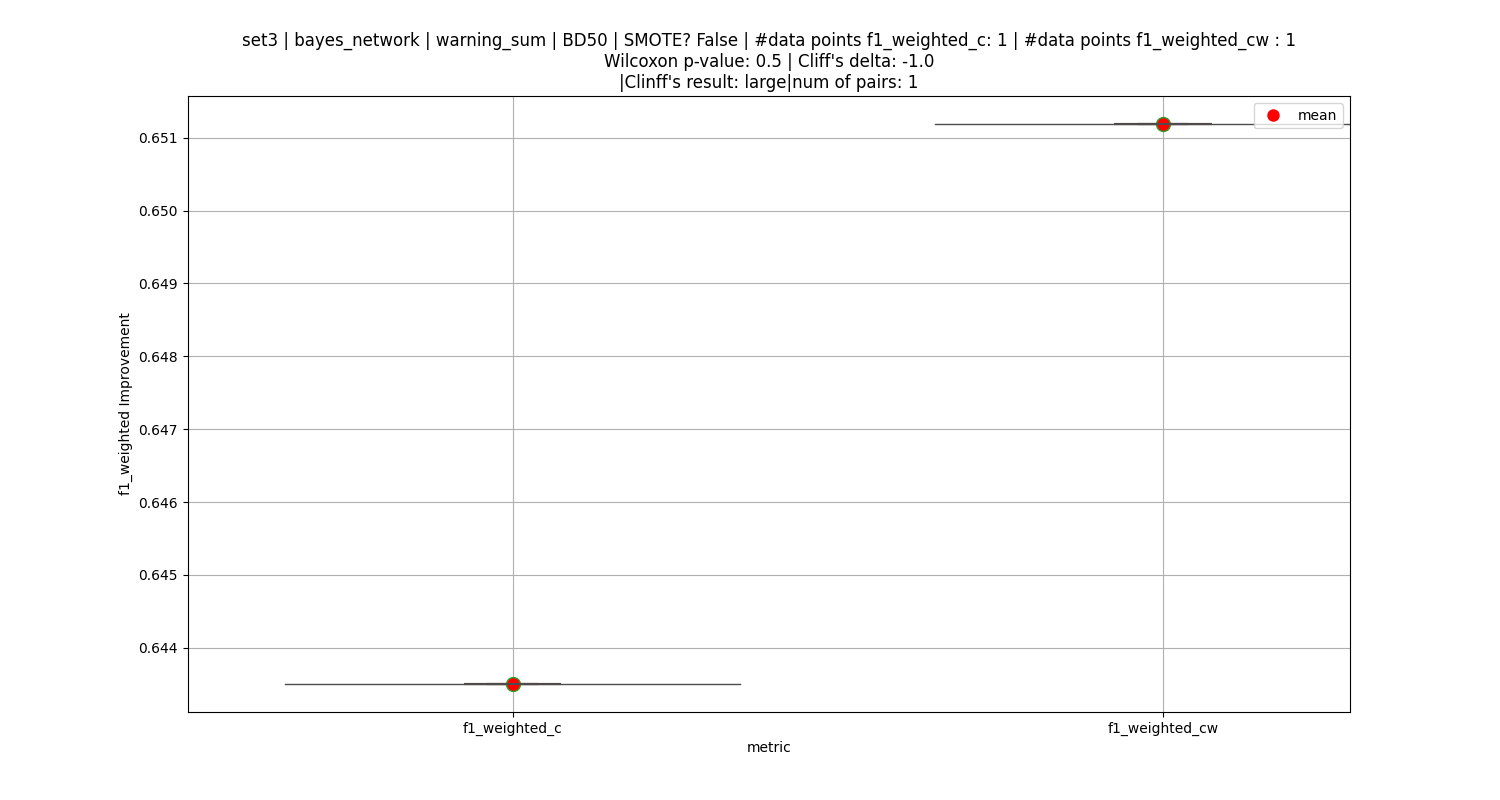 set3 | bayes_network | warning_sum | BD50 | SMOTE? False | #data points f1_weighted_c: 1 | #data points f1_weighted_cw : 1
Wilcoxon p-value: 0.5 | Cliff's delta: -1.0
|Clinff's result: large|num of pairs: 1
mean
0.651
0.650
0.649
0.648
0.647
0.646
0.645
0.644
f1_weighted Improvement
f1_weighted_c
f1_weighted_cw
metric